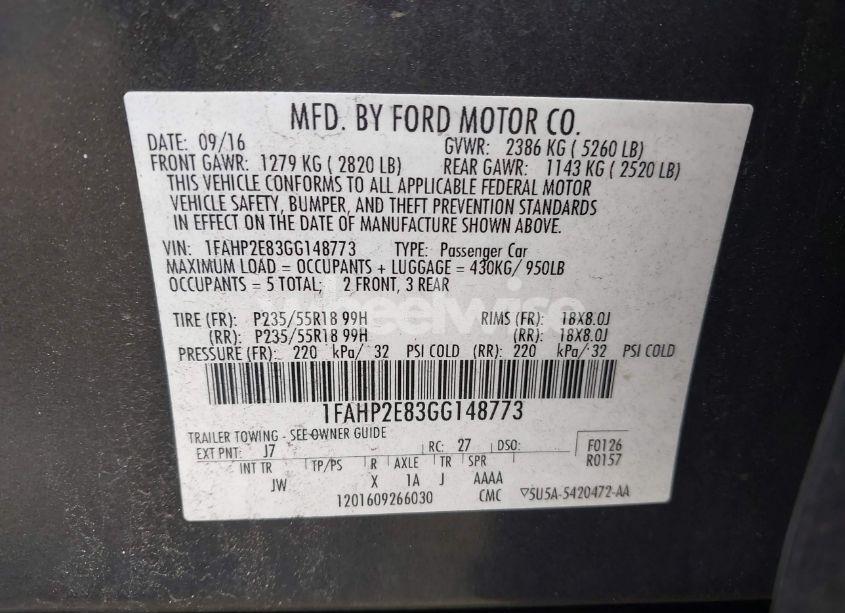 MFD. BY FORD MOTOR CO.
DATE: 09/16 GVWR: 2386 KG ( 5260 LB)
FRONT GAWR: 1279 KG ( 2820 LB) REAR GAWR: 1143 KG ( 2520 LB)
THIS VEHICLE CONFORMS TO ALL APPLICABLE FEDERAL MOTOR
VEHICLE SAFETY, BUMPER, AND THEFT PREVENTION STANDARDS
IN EFFECT ON THE DATE OF MANUFACTURE SHOWN ABOVE.
VIN: 1FAHP2E83GG148773 TYPE: Passenger Car
MAXIMUM LOAD = OCCUPANTS + LUGGAGE = 430KG/ 950LB
OCCUPANTS = 5 TOTAL; 2 FRONT, 3 REAR
wheelwise
TIRE (FR): P235/55R18 99H RIMS (FR): 18X8.0J
(RR): P235/55R18 99H (RR): 18X8.0J
PRESSURE (FR): 220 kPa/ 32 PSI COLD (RR): 220 kPa/ 32 PSI COLD
1FAHP2E83GG148773
TRAILER TOWING - SEE OWNER GUIDE
EXT PNT: J7 RC: 27 DSO: F0126
R0157
INT TR TP/PS R AXLE TR SPR
JW X 1A J AAAA
1201609266030 CMC ▽5U5A-5420472-AA